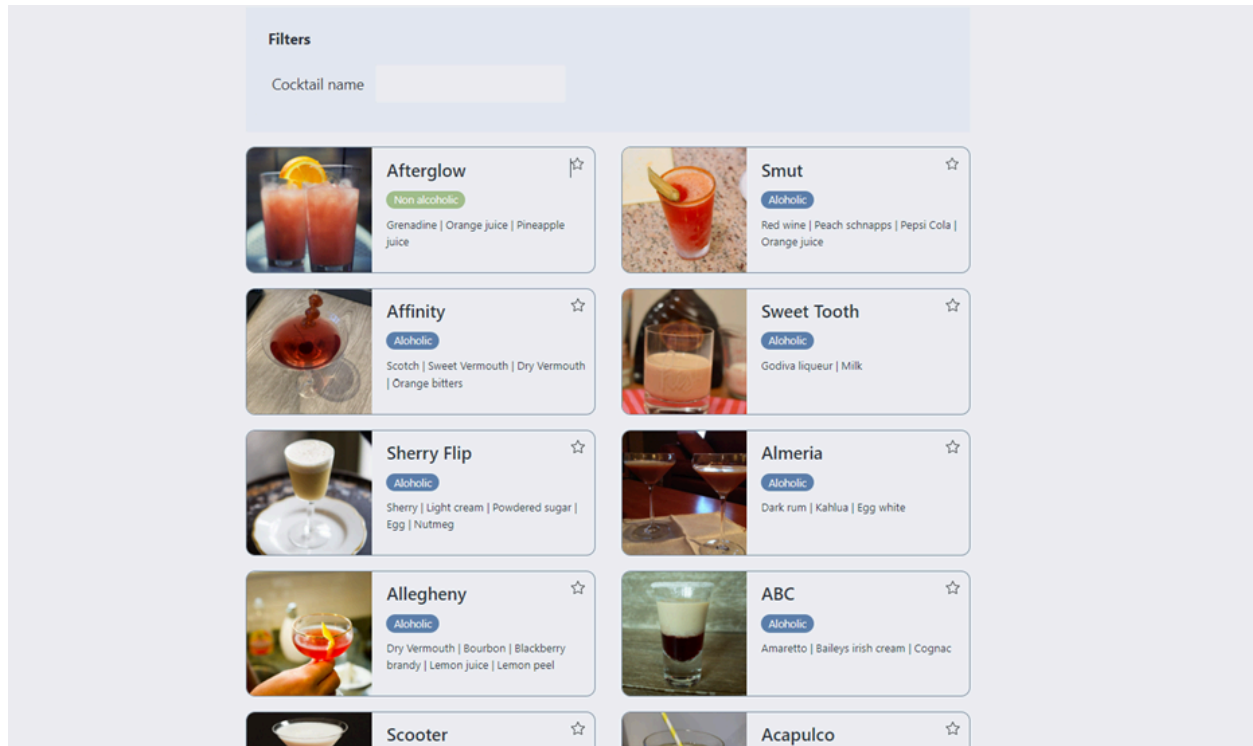 Filters
Cocktail name
Afterglow
Non alcoholic
Grenadine | Orange juice | Pineapple
juice
Smut
Aloholic
Red wine | Peach schnapps | Pepsi Cola |
Orange juice
Affinity
Aloholic
Scotch | Sweet Vermouth | Dry Vermouth
| Orange bitters
Sweet Tooth
Aloholic
Godiva liqueur | Milk
Sherry Flip
Aloholic
Sherry | Light cream | Powdered sugar |
Egg | Nutmeg
Almeria
Aloholic
Dark rum | Kahlua | Egg white
Allegheny
Aloholic
Dry Vermouth | Bourbon | Blackberry
brandy | Lemon juice | Lemon peel
ABC
Aloholic
Amaretto | Baileys irish cream | Cognac
Scooter
Acapulco